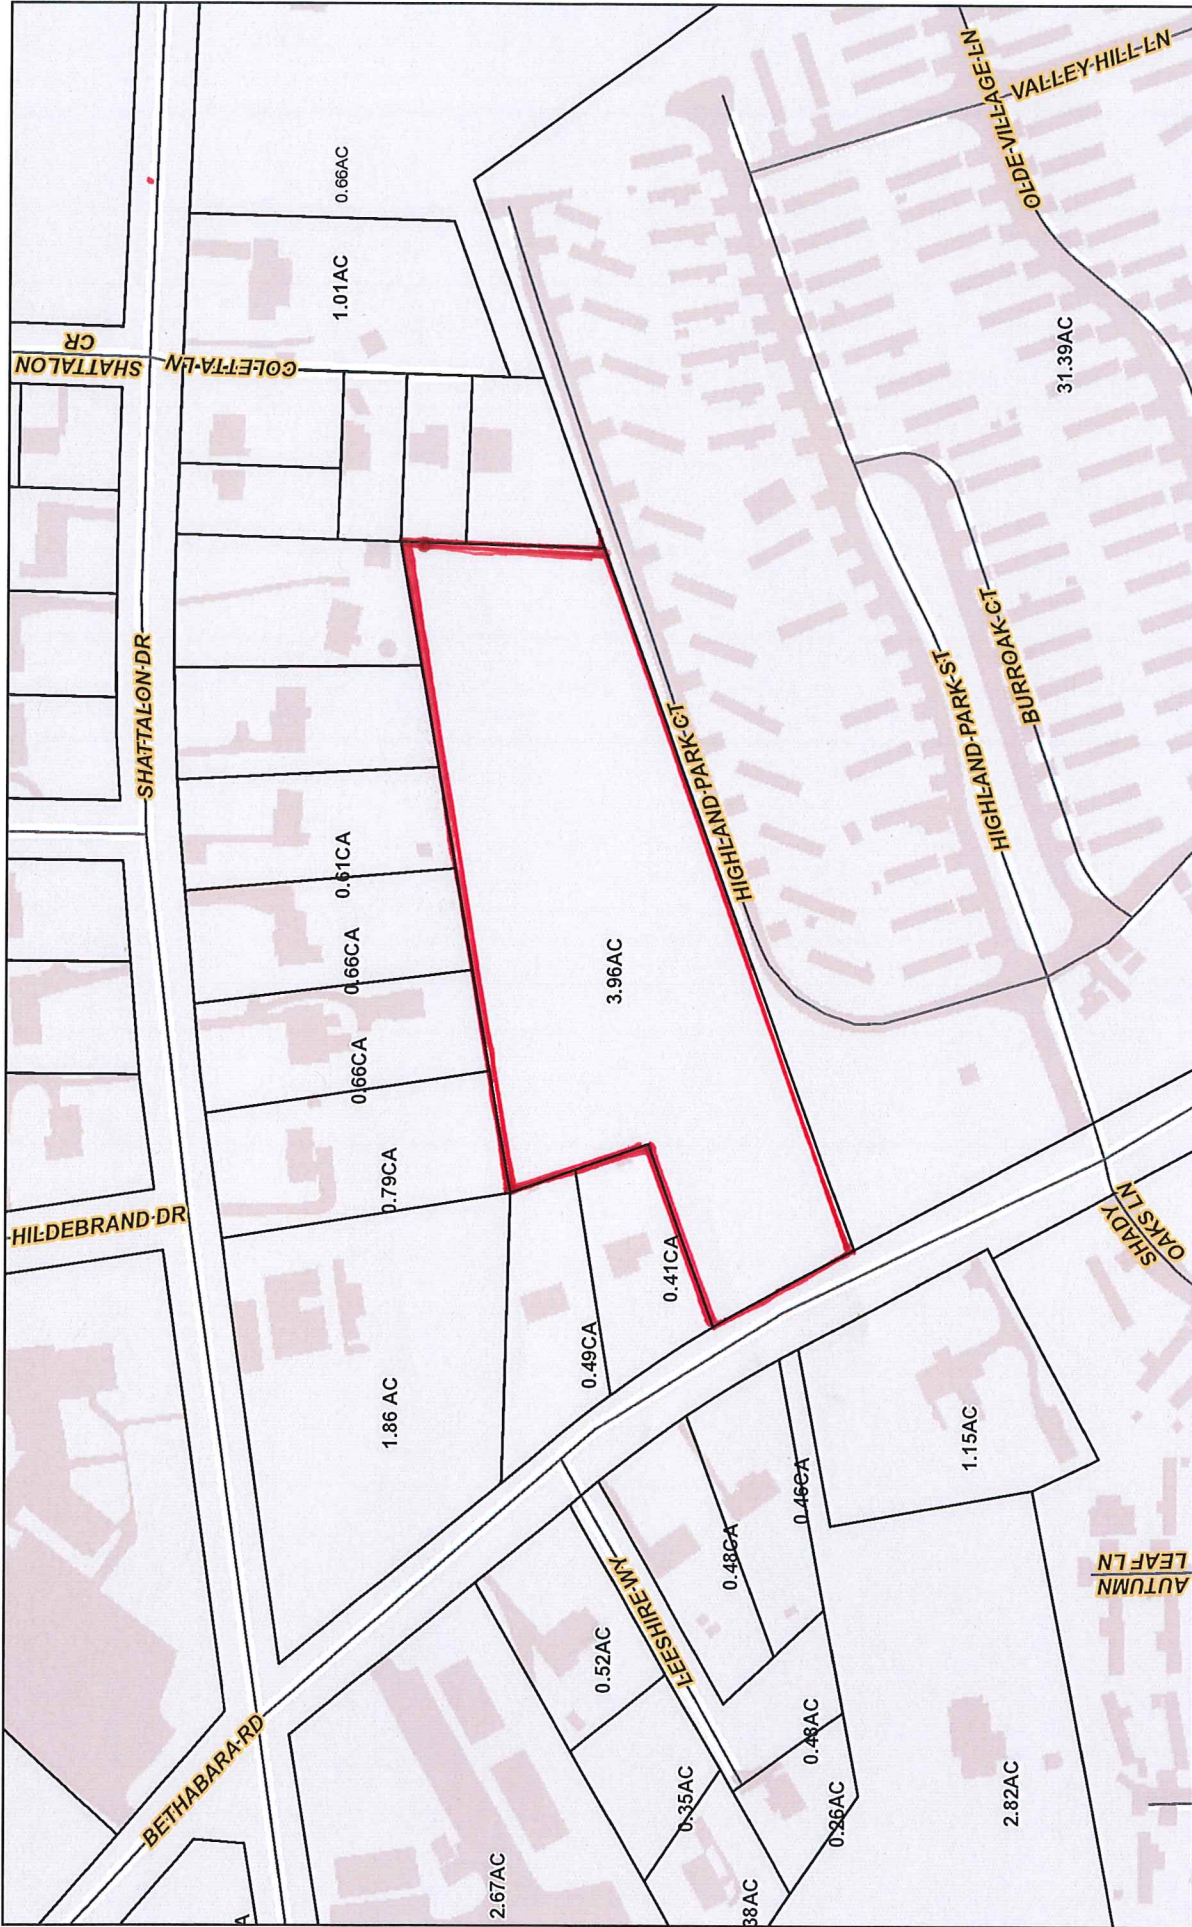 SHATTALON
CR
COLETTA-LN
0.66AC
1.01AC
OLDE-VILLAGE-LN
VALLEY-HILL-LN
31.39AC
SHATTALON-DR
HIGHLAND-PARK-CT
HIGHLAND-PARK-ST
BURROAK-CT
0.61CA
0.66CA
0.66CA
0.79CA
3.96AC
HILDEBRAND-DR
0.41CA
0.49CA
1.86 AC
SHADY
OAKS LN
1.15AC
0.46CA
0.48CA
LEESHIRE-WY
0.52AC
0.48AC
0.35AC
0.26AC
2.82AC
AUTUMN
LEAF LN
BETHABARA-RD
2.67AC
38AC
A